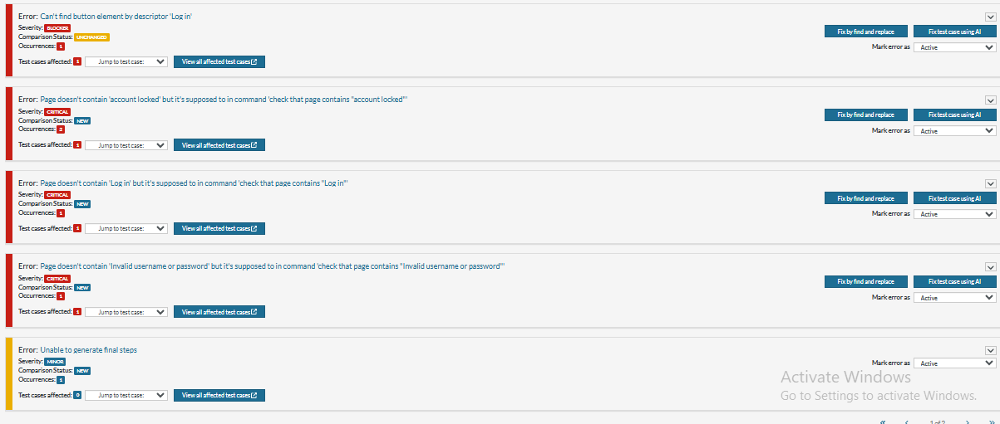 Error: Can't find button element by descriptor 'Log in'
Severity: BLOCKER
Comparison Status: UNCHANGED
Occurrences: 1
Test cases affected: 1 Jump to test case: View all affected test cases
Fix by find and replace Fix test case using AI
Mark error as Active
Error: Page doesn't contain 'account locked' but it's supposed to in command 'check that page contains "account locked"'
Severity: CRITICAL
Comparison Status: NEW
Occurrences: 2
Test cases affected: 1 Jump to test case: View all affected test cases
Fix by find and replace Fix test case using AI
Mark error as Active
Error: Page doesn't contain 'Log in' but it's supposed to in command 'check that page contains "Log in"'
Severity: CRITICAL
Comparison Status: NEW
Occurrences: 1
Test cases affected: 1 Jump to test case: View all affected test cases
Fix by find and replace Fix test case using AI
Mark error as Active
Error: Page doesn't contain 'Invalid username or password' but it's supposed to in command 'check that page contains "Invalid username or password"'
Severity: CRITICAL
Comparison Status: NEW
Occurrences: 1
Test cases affected: 1 Jump to test case: View all affected test cases
Fix by find and replace Fix test case using AI
Mark error as Active
Error: Unable to generate final steps
Severity: MINOR
Comparison Status: NEW
Occurrences: 1
Test cases affected: 0 Jump to test case: View all affected test cases
Mark error as Active
Activate Windows
Go to Settings to activate Windows.
« ‹ 1 of 2 › »